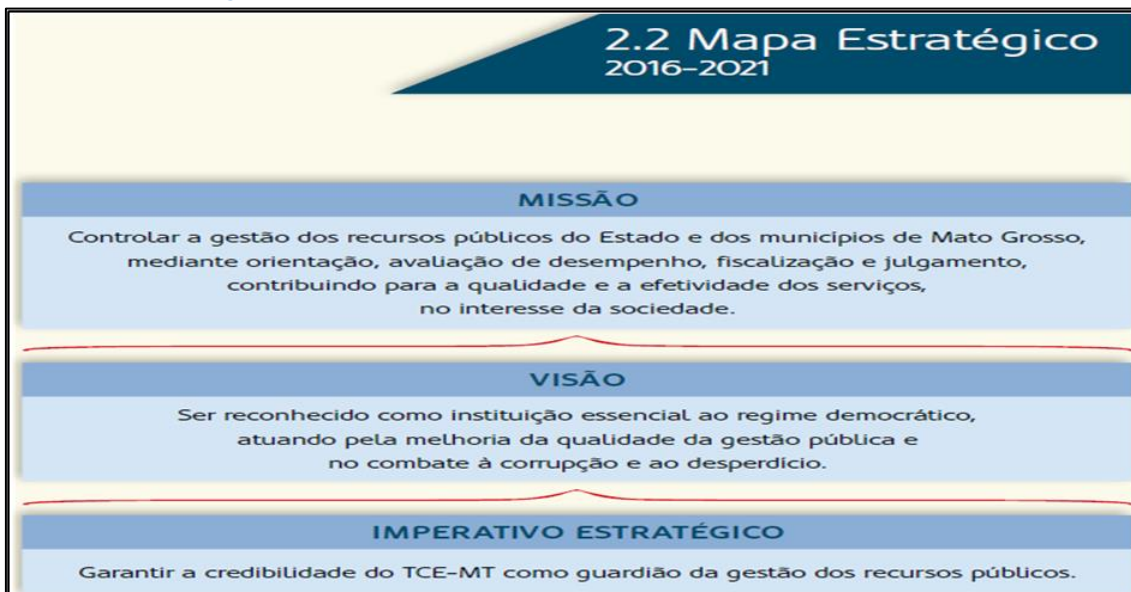 2.2 Mapa Estratégico
2016-2021
MISSÃO
Controlar a gestão dos recursos públicos do Estado e dos municípios de Mato Grosso,
mediante orientação, avaliação de desempenho, fiscalização e julgamento,
contribuindo para a qualidade e a efetividade dos serviços,
no interesse da sociedade.
VISÃO
Ser reconhecido como instituição essencial ao regime democrático,
atuando pela melhoria da qualidade da gestão pública e
no combate à corrupção e ao desperdício.
IMPERATIVO ESTRATÉGICO
Garantir a credibilidade do TCE-MT como guardião da gestão dos recursos públicos.